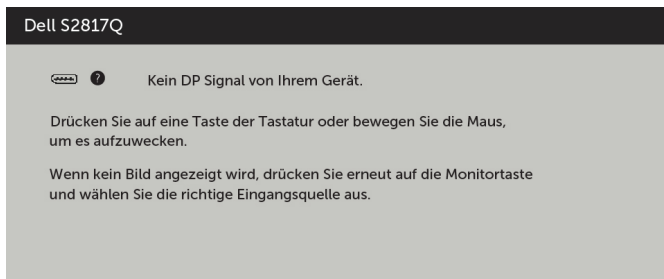 Dell S2817Q
? Kein DP Signal von Ihrem Gerät.
Drücken Sie auf eine Taste der Tastatur oder bewegen Sie die Maus,
um es aufzuwecken.
Wenn kein Bild angezeigt wird, drücken Sie erneut auf die Monitortaste
und wählen Sie die richtige Eingangsquelle aus.